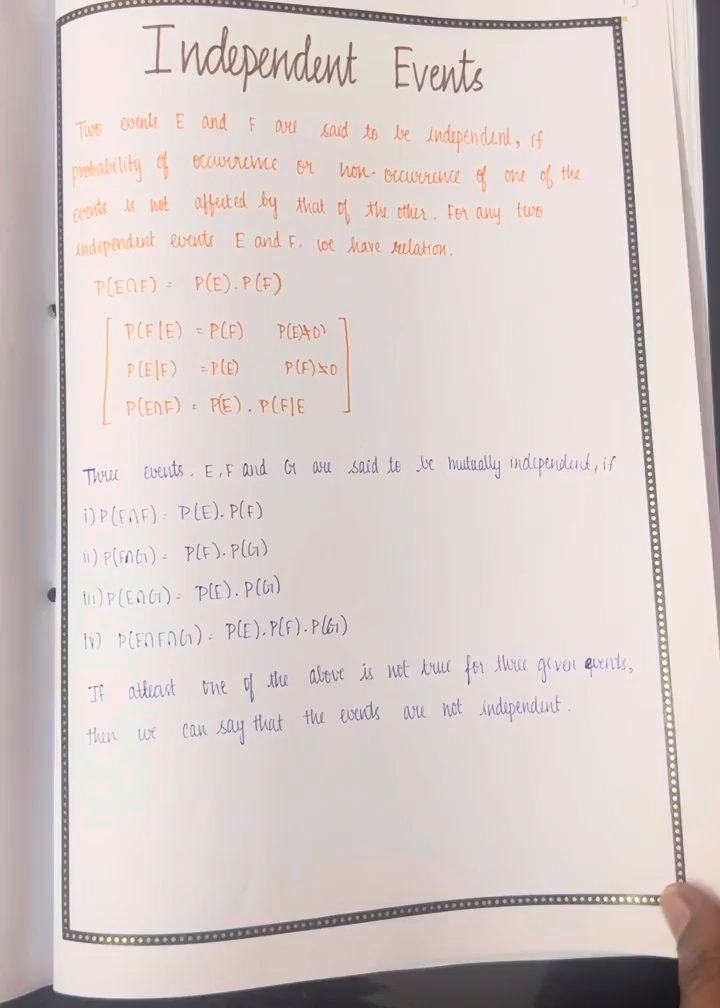 Independent Events
Two events E and F are said to be independent, if
probability of occurrence or non-occurrence of one of the
events is not affected by that of the other. For any two
independent events E and F, we have relation.
P(E∩F) = P(E).P(F)
P(F|E) = P(F) P(E)≠0
P(E|F) = P(E) P(F)≠0
P(E∩F) = P(E).P(F|E
Three events. E, F and G are said to be mutually independent, if
i) P(E∩F) = P(E).P(F)
ii) P(F∩G) = P(F).P(G)
iii) P(E∩G) = P(E).P(G)
iv) P(E∩F∩G) = P(E).P(F).P(G)
If atleast one of the above is not true for three given events,
then we can say that the events are not independent.